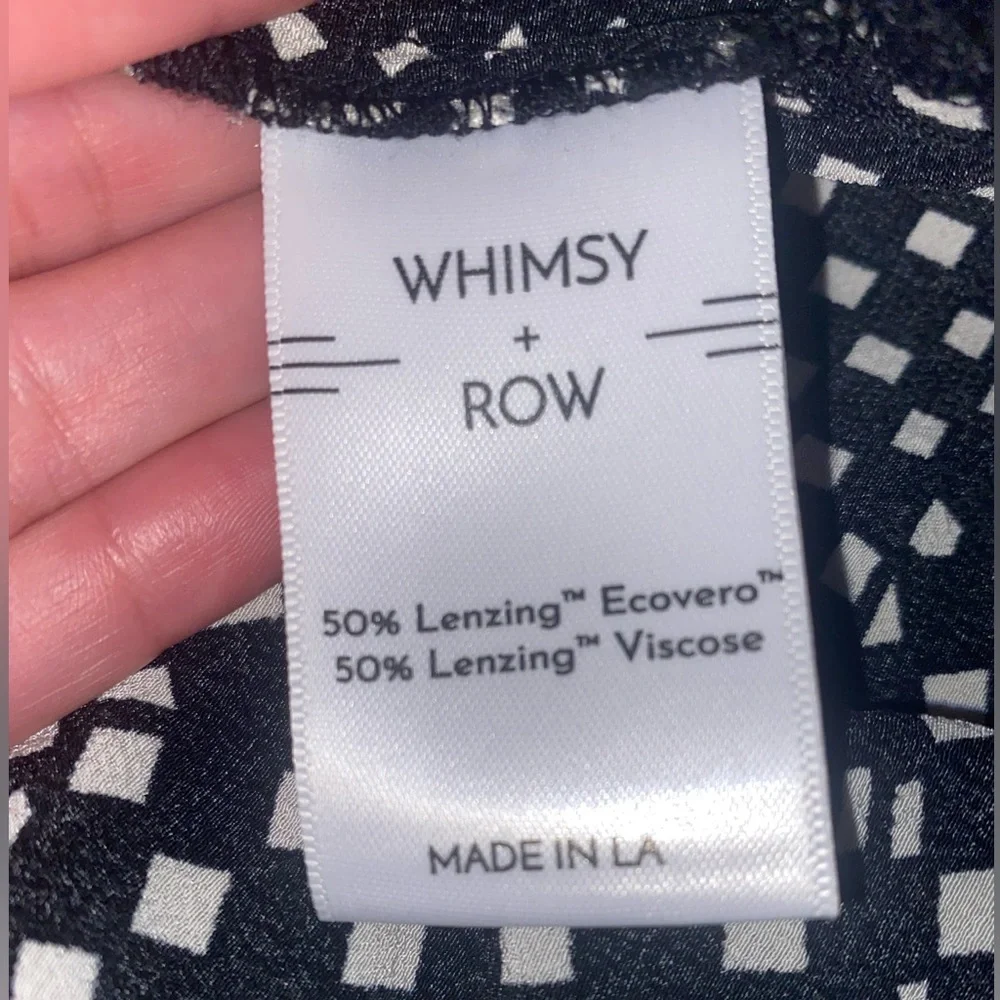 WHIMSY
+
ROW
50% Lenzing™ Ecovero™
50% Lenzing™ Viscose
MADE IN LA